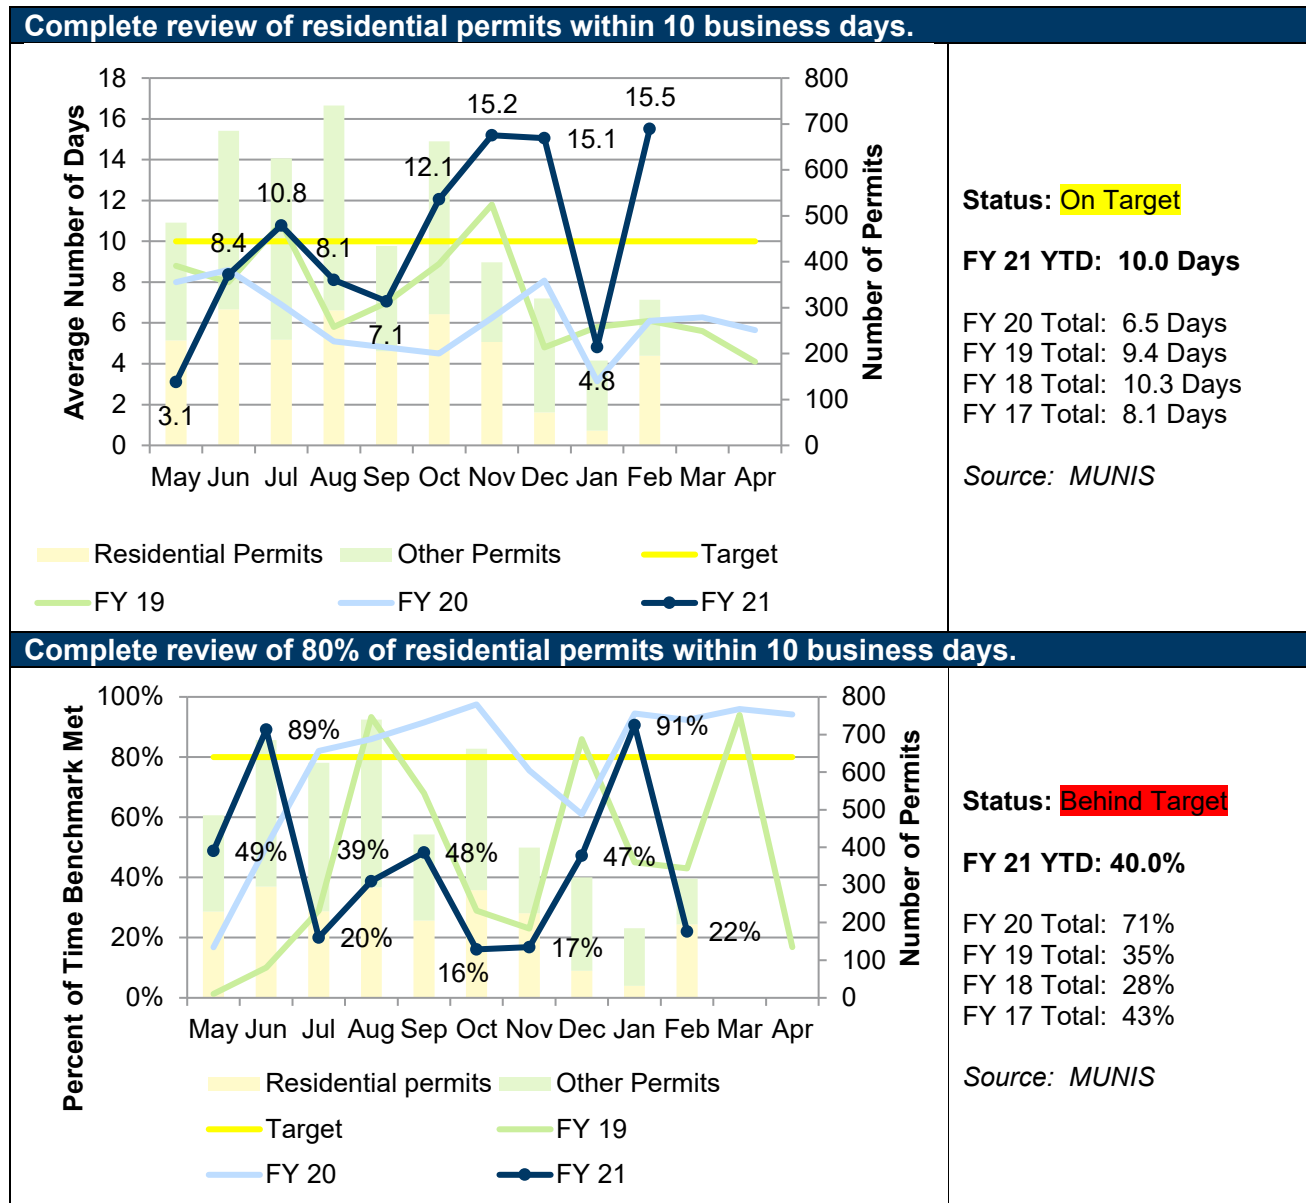 Complete review of residential permits within 10 business days.
Average Number of Days
18
16
14
12
10
8
6
4
2
0
3.1
8.4
10.8
8.1
7.1
12.1
15.2
15.1
4.8
15.5
800
700
600
500
400
300
200
100
0
Number of Permits
May Jun Jul Aug Sep Oct Nov Dec Jan Feb Mar Apr
Residential Permits Other Permits Target
FY 19 FY 20 FY 21
Status: On Target
FY 21 YTD: 10.0 Days
FY 20 Total: 6.5 Days
FY 19 Total: 9.4 Days
FY 18 Total: 10.3 Days
FY 17 Total: 8.1 Days
Source: MUNIS
Complete review of 80% of residential permits within 10 business days.
Percent of Time Benchmark Met
100%
80%
60%
40%
20%
0%
49%
89%
20%
39%
48%
16%
17%
47%
91%
22%
800
700
600
500
400
300
200
100
0
Number of Permits
May Jun Jul Aug Sep Oct Nov Dec Jan Feb Mar Apr
Residential permits Other Permits
Target FY 19
FY 20 FY 21
Status: Behind Target
FY 21 YTD: 40.0%
FY 20 Total: 71%
FY 19 Total: 35%
FY 18 Total: 28%
FY 17 Total: 43%
Source: MUNIS